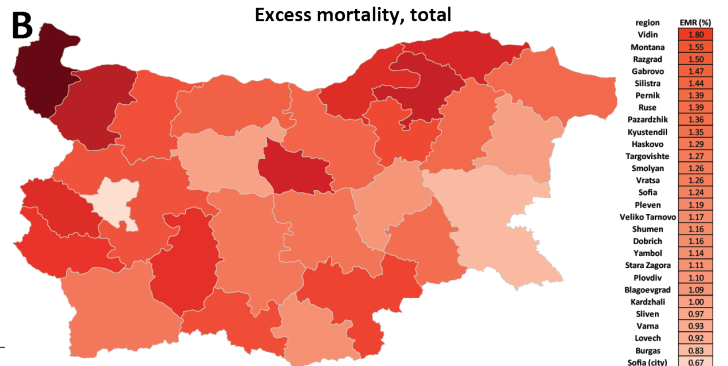 B
Excess mortality, total
region EMR (%)
Vidin 1.80
Montana 1.55
Razgrad 1.50
Gabrovo 1.47
Silistra 1.44
Pernik 1.39
Ruse 1.39
Pazardzhik 1.36
Kyustendil 1.35
Haskovo 1.29
Targovishte 1.27
Smolyan 1.26
Vratsa 1.26
Sofia 1.24
Pleven 1.19
Veliko Tarnovo 1.17
Shumen 1.16
Dobrich 1.16
Yambol 1.14
Stara Zagora 1.11
Plovdiv 1.10
Blagoevgrad 1.09
Kardzhali 1.00
Sliven 0.97
Varna 0.93
Lovech 0.92
Burgas 0.83
Sofia (city) 0.67